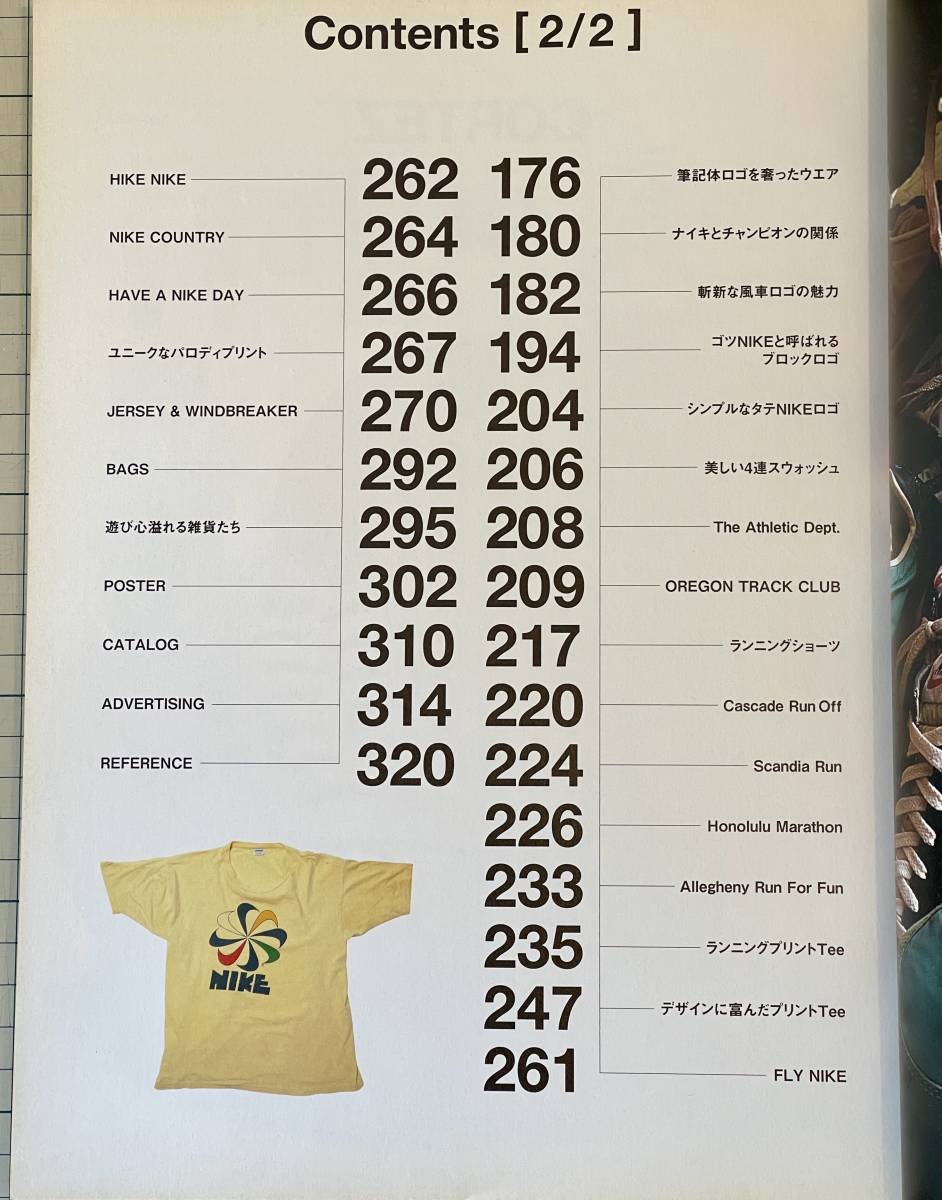 Contents [ 2/2 ]
176 筆記体ロゴを奢ったウエア
180 ナイキとチャンピオンの関係
182 斬新な風車ロゴの魅力
194 ゴツNIKEと呼ばれる
ブロックロゴ
204 シンプルなタテNIKEロゴ
206 美しい4連スウォッシュ
208 The Athletic Dept.
209 OREGON TRACK CLUB
217 ランニングショーツ
220 Cascade Run Off
224 Scandia Run
226 Honolulu Marathon
233 Allegheny Run For Fun
235 ランニングプリントTee
247 デザインに富んだプリントTee
261 FLY NIKE
HIKE NIKE 262
NIKE COUNTRY 264
HAVE A NIKE DAY 266
ユニークなパロディプリント 267
JERSEY & WINDBREAKER 270
BAGS 292
遊び心溢れる雑貨たち 295
POSTER 302
CATALOG 310
ADVERTISING 314
REFERENCE 320
NIKE